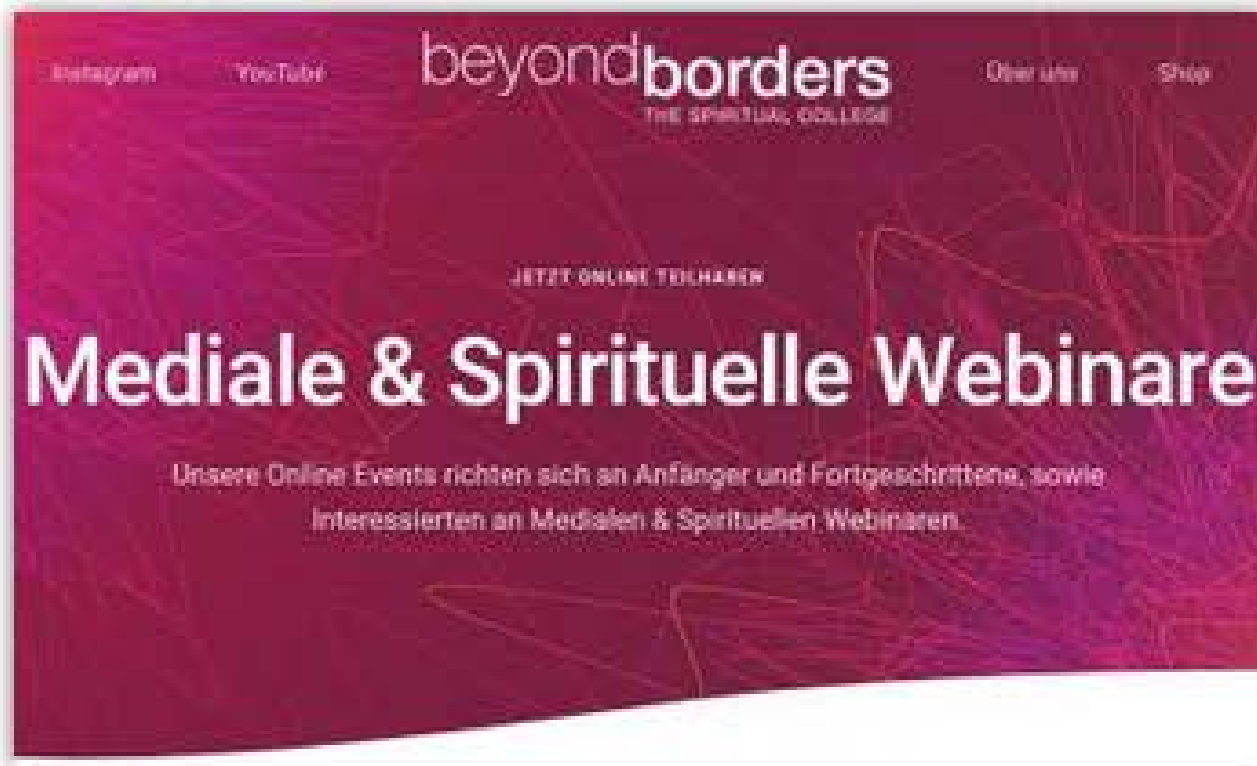 Instagram YouTube beyondborders Über uns Shop
THE SPIRITUAL COLLEGE
JETZT ONLINE TEILHABEN
Mediale & Spirituelle Webinare
Unsere Online Events richten sich an Anfänger und Fortgeschrittene, sowie
Interessierten an Medialen & Spirituellen Webinaren.